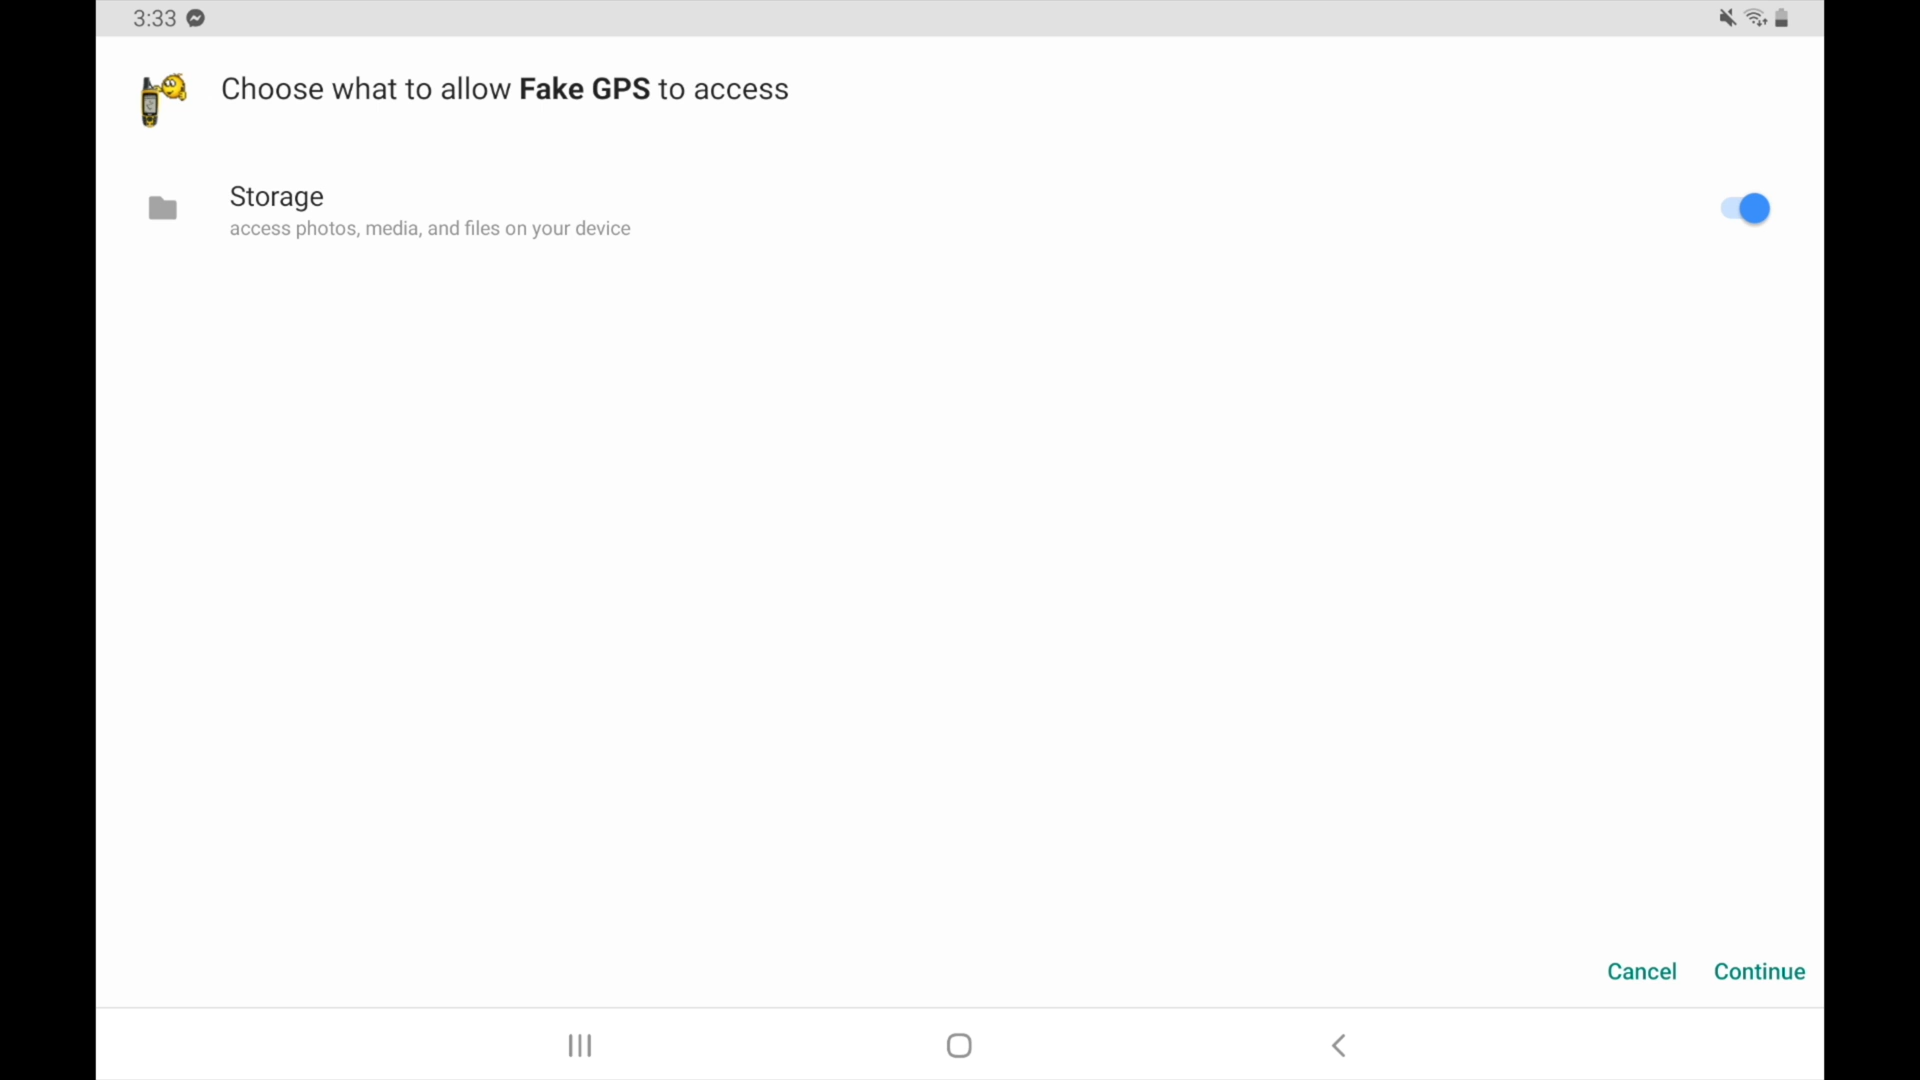 3:33
Choose what to allow Fake GPS to access
Storage
access photos, media, and files on your device
Cancel Continue